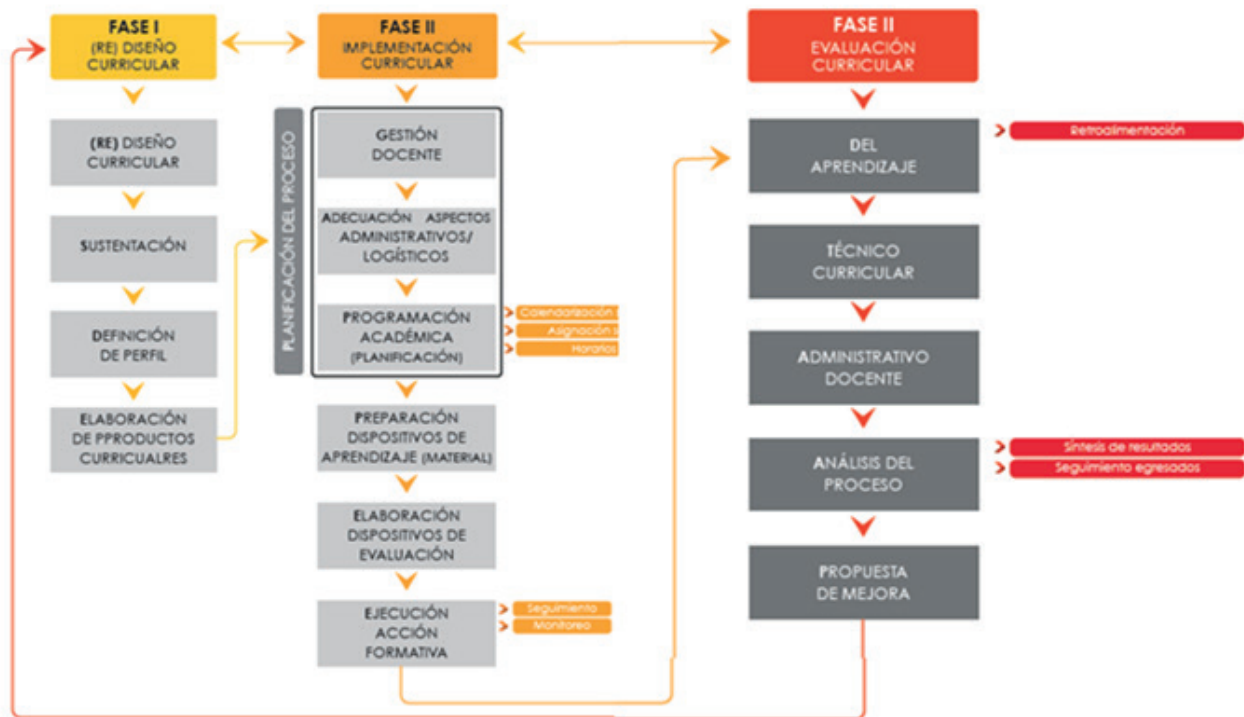 FASE I
(RE) DISEÑO
CURRICULAR
(RE) DISEÑO
CURRICULAR
SUSTENTACIÓN
DEFINICIÓN
DE PERFIL
ELABORACIÓN
DE PPRODUCTOS
CURRICUALRES
FASE II
IMPLEMENTACIÓN
CURRICULAR
PLANIFICACIÓN DEL PROCESO
GESTIÓN
DOCENTE
ADECUACIÓN ASPECTOS
ADMINISTRATIVOS/
LOGÍSTICOS
PROGRAMACIÓN
ACADÉMICA
(PLANIFICACIÓN)
Calendarización
Asignación
Horarios
PREPARACIÓN
DISPOSITIVOS DE
APRENDIZAJE (MATERIAL)
ELABORACIÓN
DISPOSITIVOS DE
EVALUACIÓN
EJECUCIÓN
ACCIÓN
FORMATIVA
Seguimiento
Monitoreo
FASE II
EVALUACIÓN
CURRICULAR
DEL
APRENDIZAJE
Retroalimentación
TÉCNICO
CURRICULAR
ADMINISTRATIVO
DOCENTE
ANÁLISIS DEL
PROCESO
Síntesis de resultados
Seguimiento egresados
PROPUESTA
DE MEJORA